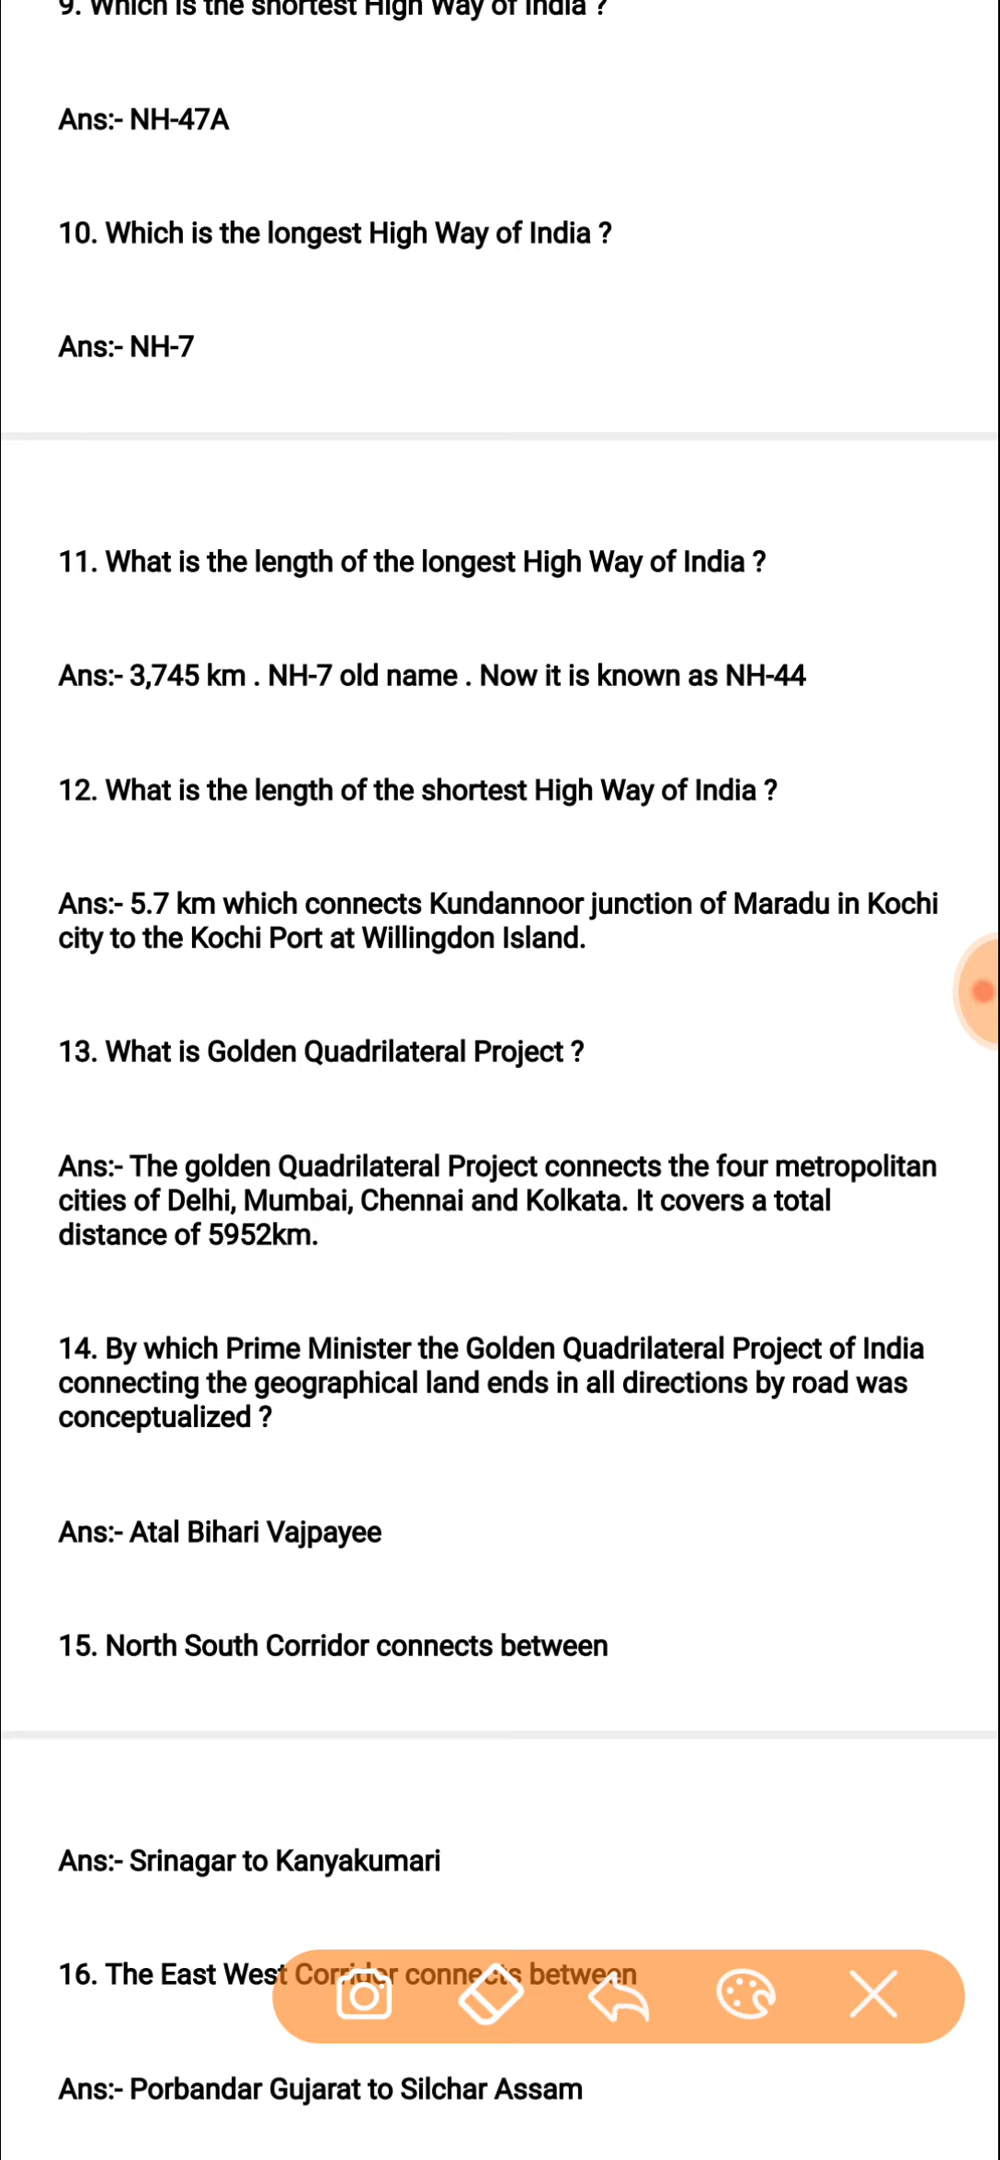 9. Which is the shortest High Way of India ?
Ans:- NH-47A
10. Which is the longest High Way of India ?
Ans:- NH-7
11. What is the length of the longest High Way of India ?
Ans:- 3,745 km . NH-7 old name . Now it is known as NH-44
12. What is the length of the shortest High Way of India ?
Ans:- 5.7 km which connects Kundannoor junction of Maradu in Kochi
city to the Kochi Port at Willingdon Island.
13. What is Golden Quadrilateral Project ?
Ans:- The golden Quadrilateral Project connects the four metropolitan
cities of Delhi, Mumbai, Chennai and Kolkata. It covers a total
distance of 5952km.
14. By which Prime Minister the Golden Quadrilateral Project of India
connecting the geographical land ends in all directions by road was
conceptualized ?
Ans:- Atal Bihari Vajpayee
15. North South Corridor connects between
Ans:- Srinagar to Kanyakumari
16. The East West Corridor connects between
Ans:- Porbandar Gujarat to Silchar Assam